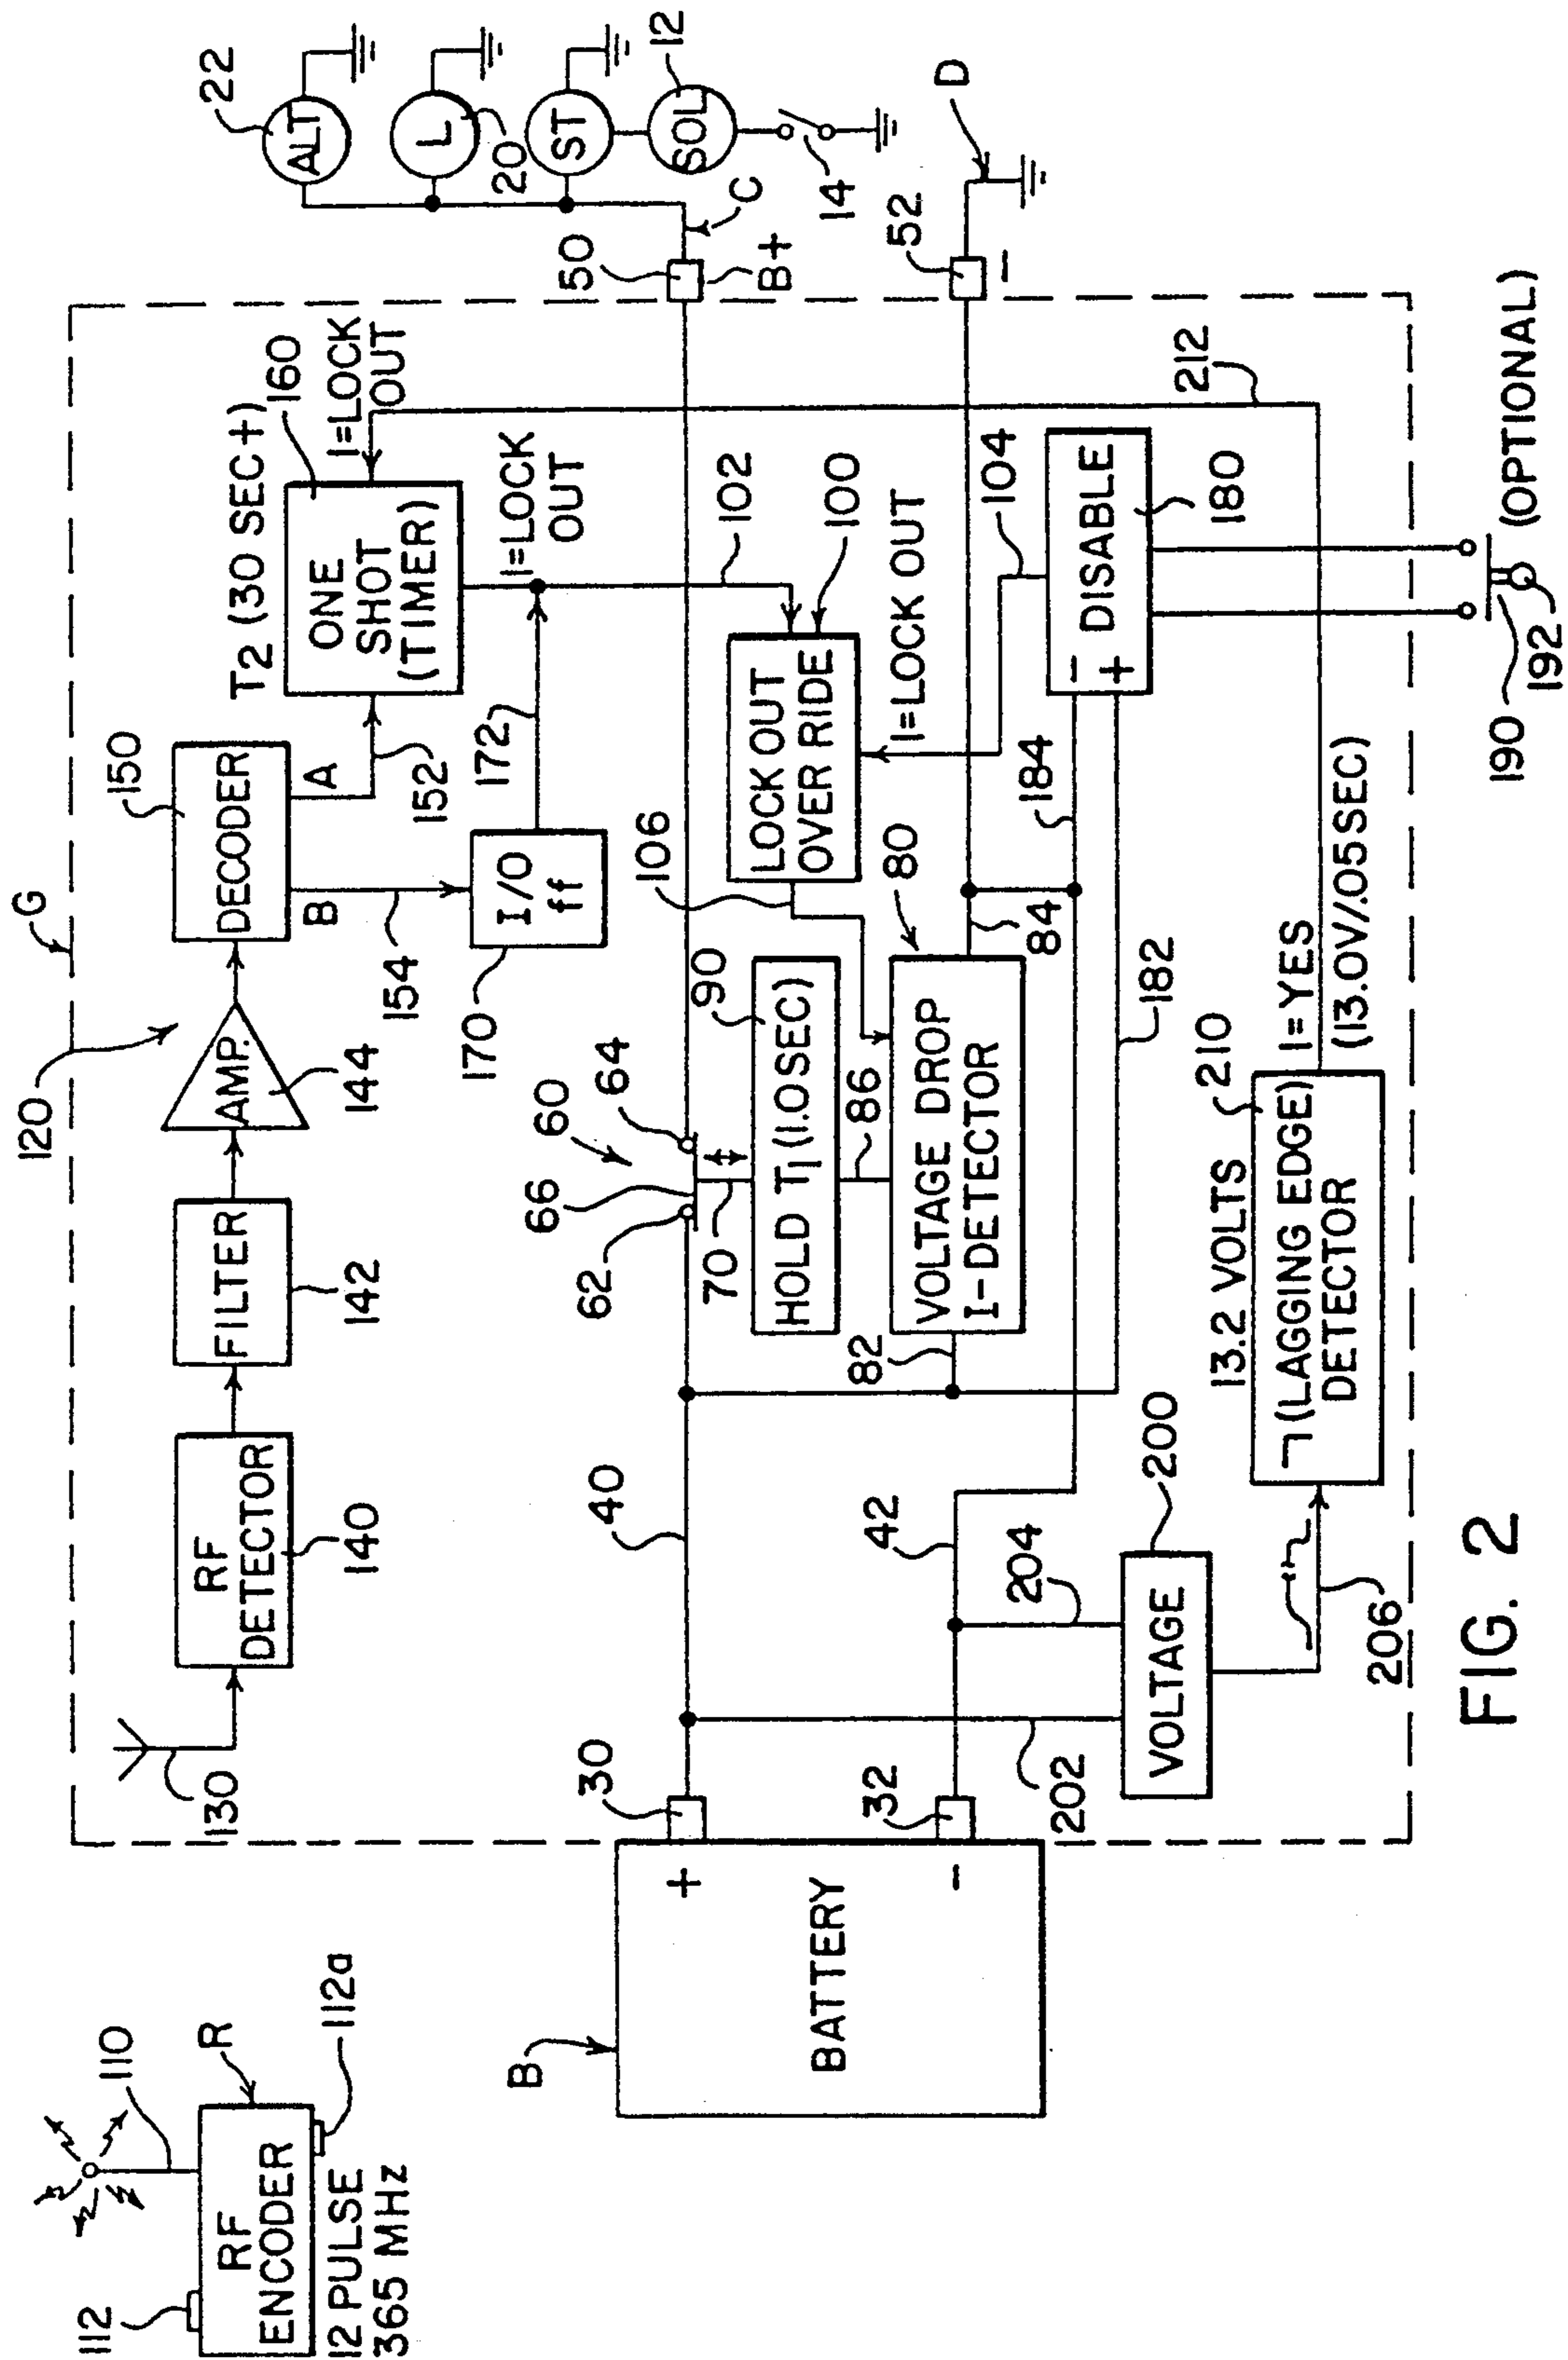 110
R
112
112a
RF
ENCODER
12 PULSE
365 MHz
120
G
130
RF
DETECTOR
140
FILTER
142
AMP.
144
DECODER
150
A
B
152
154
I/O
ff
170
172
T2 (30 SEC+)
160
ONE
SHOT
(TIMER)
1=LOCK
OUT
1=LOCK
OUT
22
ALT
L
20
ST
12
SOL
14
C
50
B+
D
52
−
B
BATTERY
+
−
30
32
40
42
60
62
64
66
70
90
HOLD T1 (1.0 SEC)
86
80
VOLTAGE DROP
I-DETECTOR
82
84
106
LOCK OUT
OVER RIDE
100
102
1=LOCK OUT
104
−
+
DISABLE
180
182
184
190
192
(OPTIONAL)
200
VOLTAGE
202
204
206
13.2 VOLTS
210
(LAGGING EDGE)
DETECTOR
1=YES
(13.0V/.05SEC)
212
FIG. 2